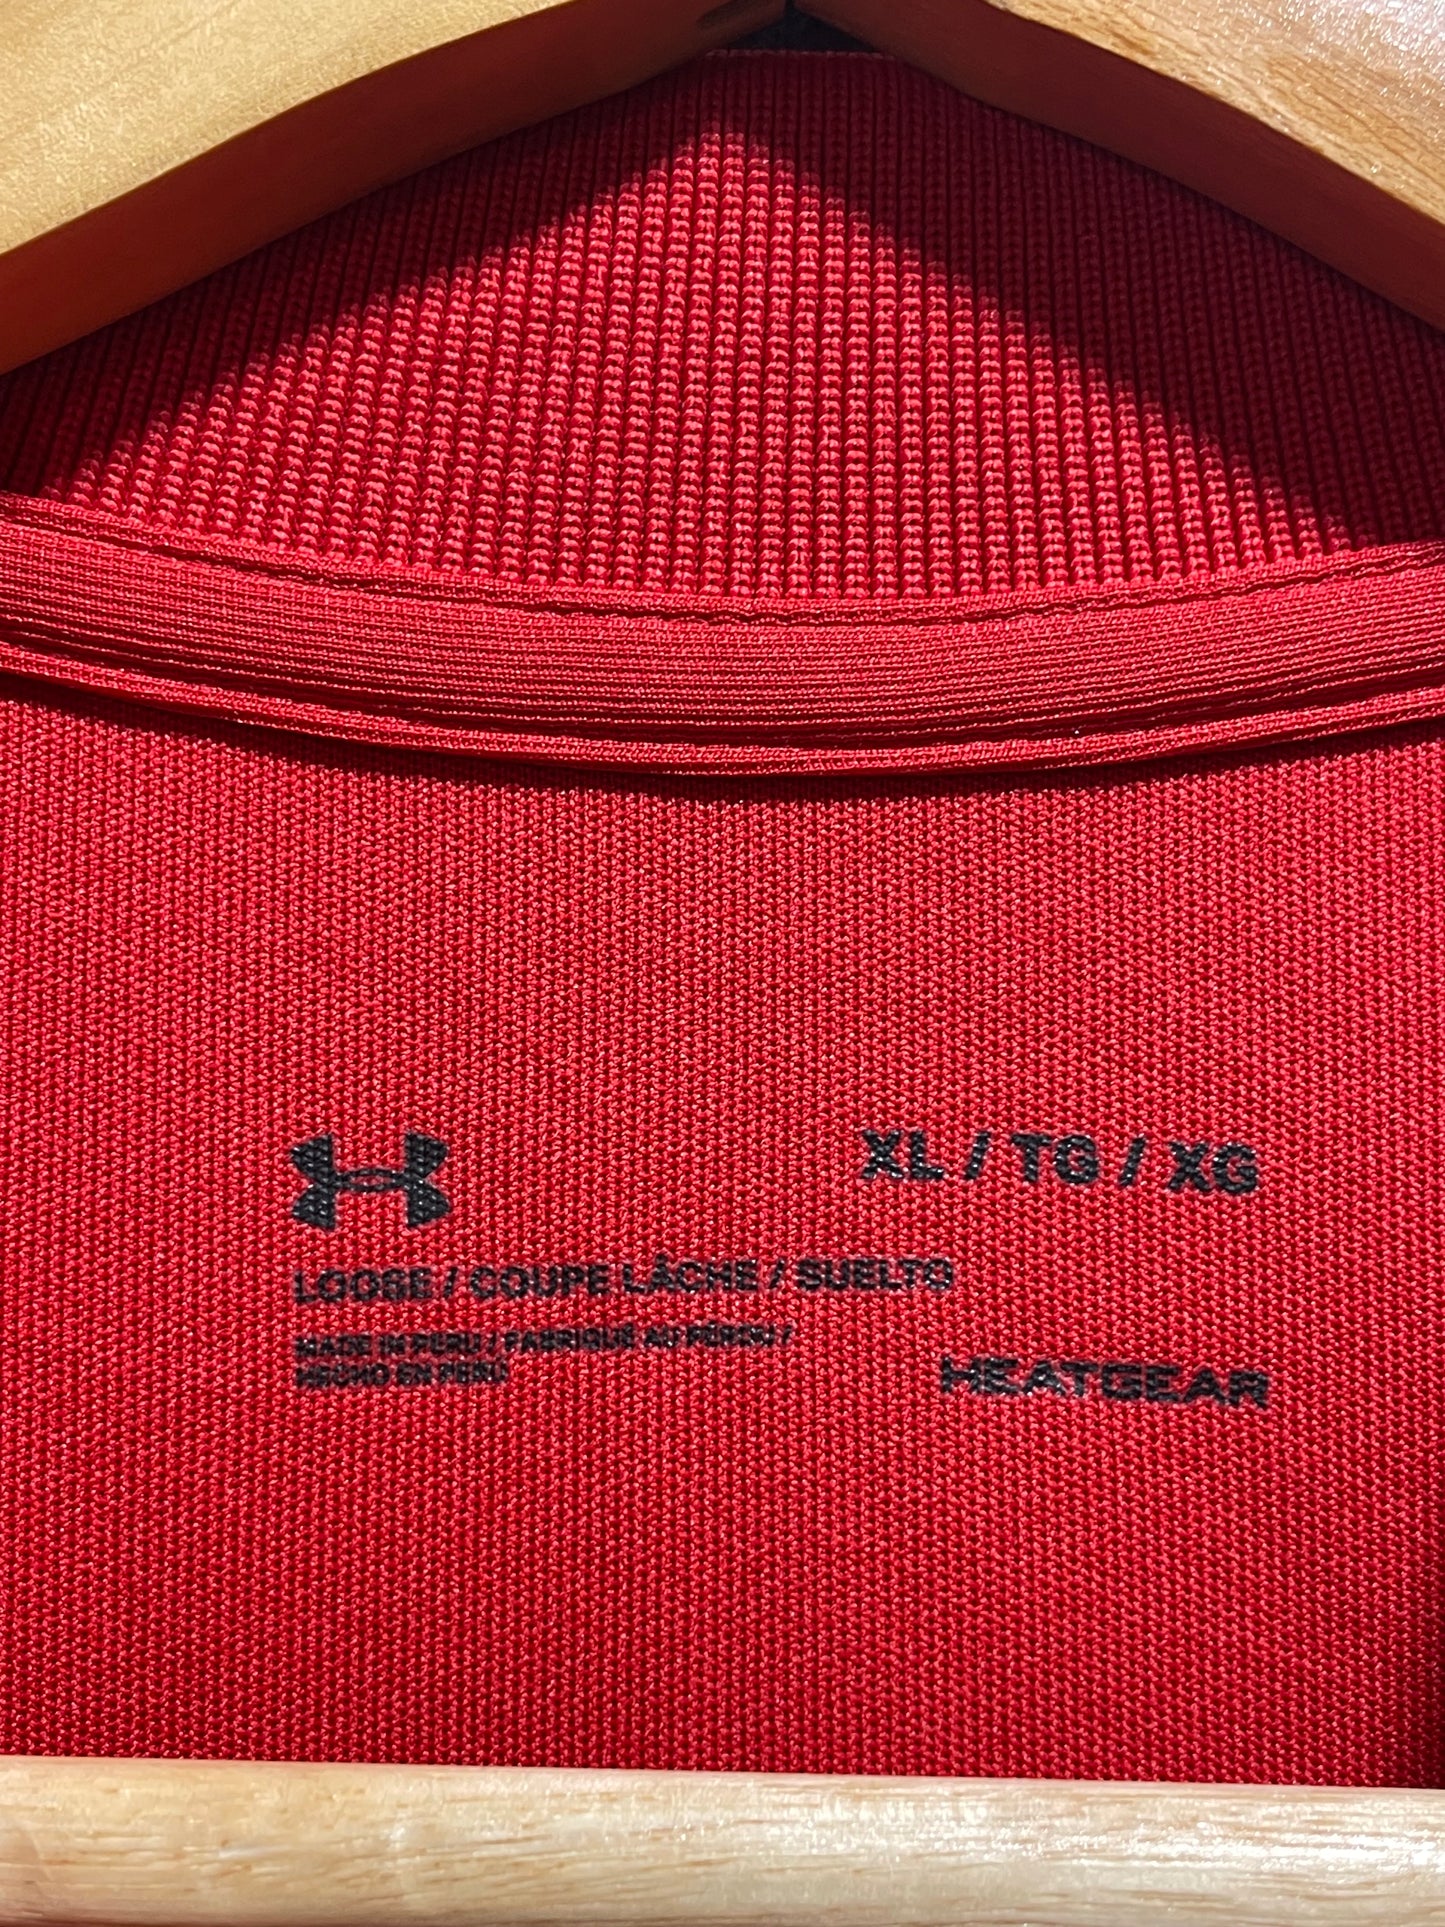 XL / TG / XG
LOOSE / COUPE LÂCHE / SUELTO
MADE IN PERU / FABRIQUÉ AU PÉROU /
HECHO EN PERÚ
HEATGEAR